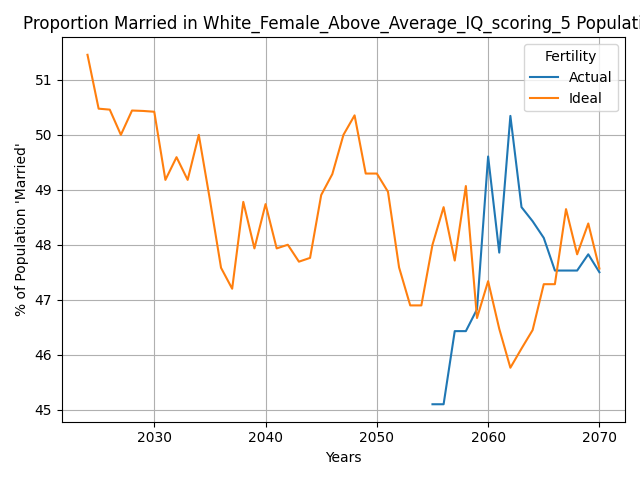 Proportion Married in White_Female_Above_Average_IQ_scoring_5 Populati
Fertility
Actual
Ideal
% of Population 'Married'
51
50
49
48
47
46
45
2030 2040 2050 2060 2070
Years